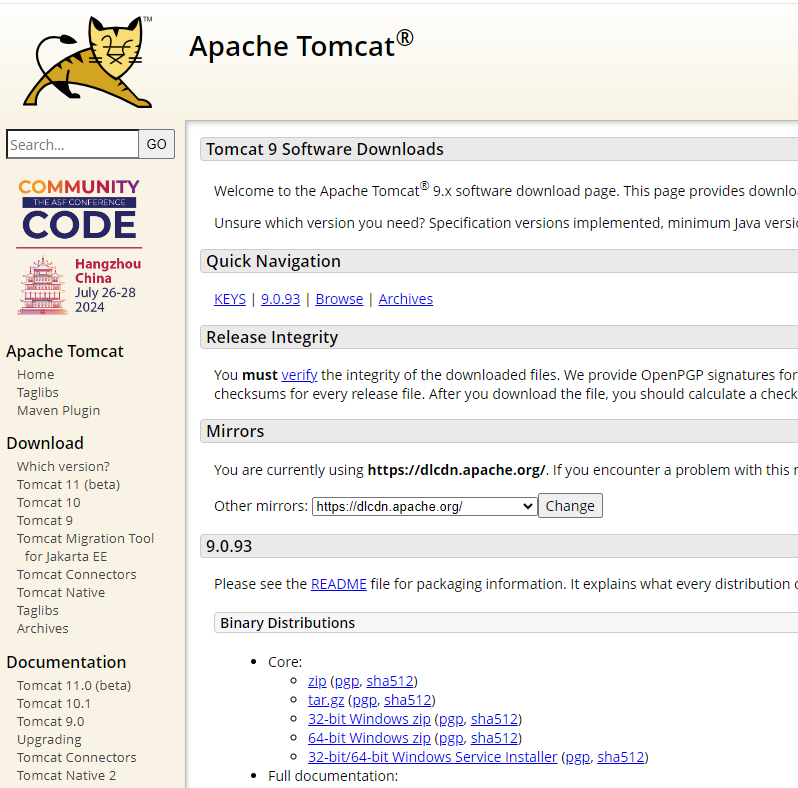 TM
Apache Tomcat®
Search...
GO
COMMUNITY
THE ASF CONFERENCE
CODE
Hangzhou
China
July 26-28
2024
Apache Tomcat
Home
Taglibs
Maven Plugin
Download
Which version?
Tomcat 11 (beta)
Tomcat 10
Tomcat 9
Tomcat Migration Tool
for Jakarta EE
Tomcat Connectors
Tomcat Native
Taglibs
Archives
Documentation
Tomcat 11.0 (beta)
Tomcat 10.1
Tomcat 9.0
Upgrading
Tomcat Connectors
Tomcat Native 2
Tomcat 9 Software Downloads
Welcome to the Apache Tomcat® 9.x software download page. This page provides downlo
Unsure which version you need? Specification versions implemented, minimum Java versi
Quick Navigation
KEYS | 9.0.93 | Browse | Archives
Release Integrity
You must verify the integrity of the downloaded files. We provide OpenPGP signatures for
checksums for every release file. After you download the file, you should calculate a check
Mirrors
You are currently using https://dlcdn.apache.org/. If you encounter a problem with this
Other mirrors: https://dlcdn.apache.org/ Change
9.0.93
Please see the README file for packaging information. It explains what every distribution
Binary Distributions
• Core:
◦ zip (pgp, sha512)
◦ tar.gz (pgp, sha512)
◦ 32-bit Windows zip (pgp, sha512)
◦ 64-bit Windows zip (pgp, sha512)
◦ 32-bit/64-bit Windows Service Installer (pgp, sha512)
• Full documentation: